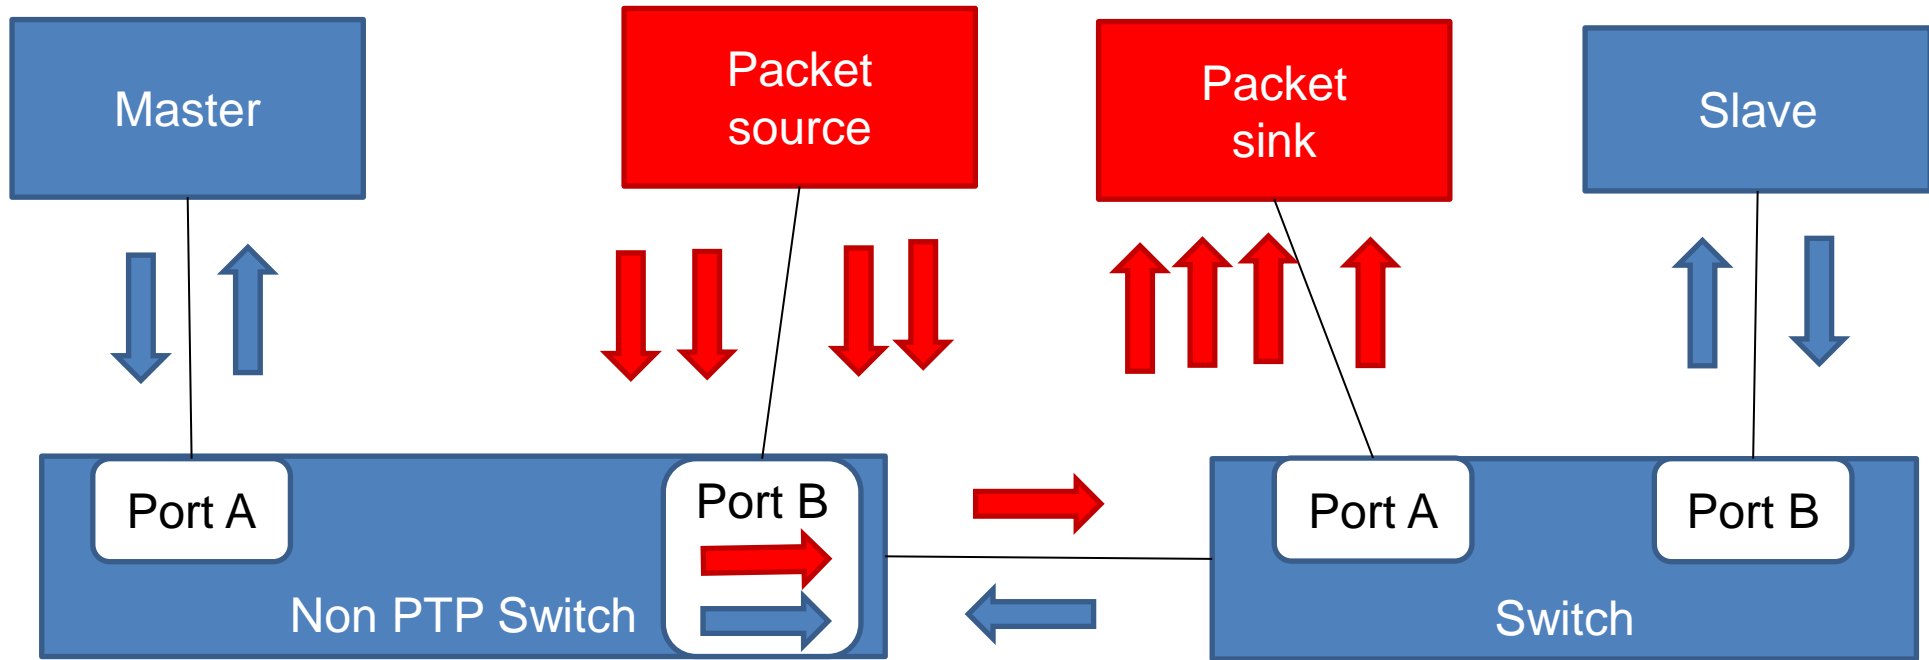 Master
Packet
source
Packet
sink
Slave
Port A
Port B
Port A
Port B
Non PTP Switch
Switch